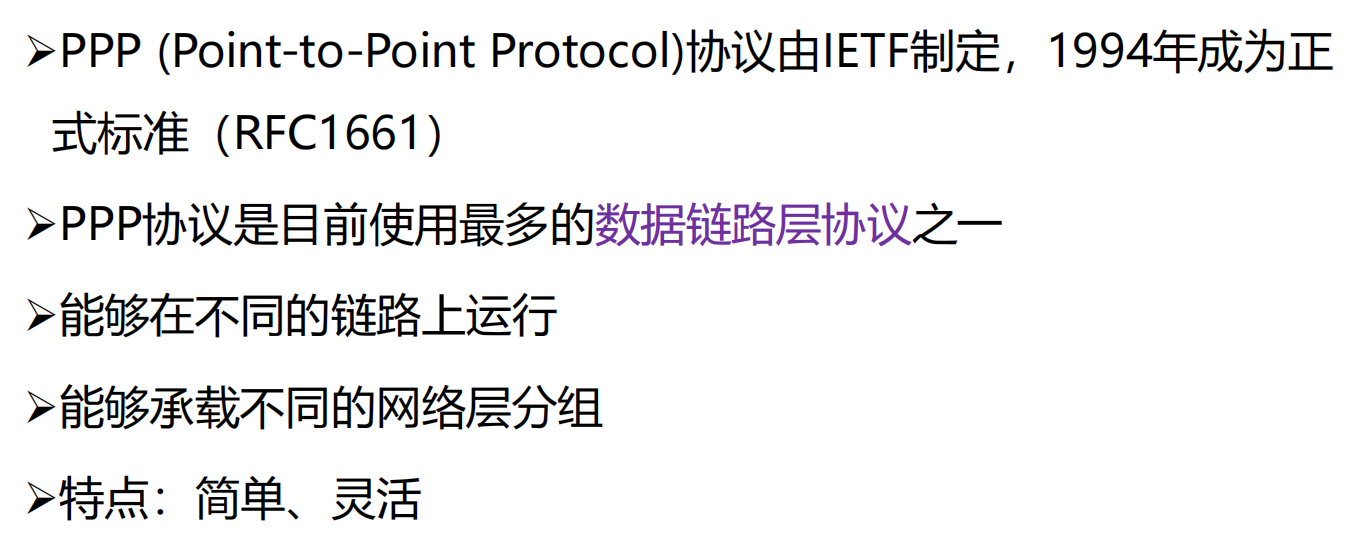 ➢PPP (Point-to-Point Protocol)协议由IETF制定，1994年成为正
式标准（RFC1661）
➢PPP协议是目前使用最多的数据链路层协议之一
➢能够在不同的链路上运行
➢能够承载不同的网络层分组
➢特点：简单、灵活